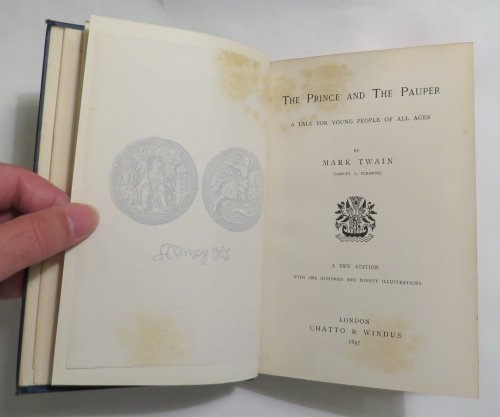 THE PRINCE AND THE PAUPER
A TALE FOR YOUNG PEOPLE OF ALL AGES
BY
MARK TWAIN
(SAMUEL L. CLEMENS)
A NEW EDITION
WITH ONE HUNDRED AND NINETY ILLUSTRATIONS
LONDON
CHATTO & WINDUS
1897